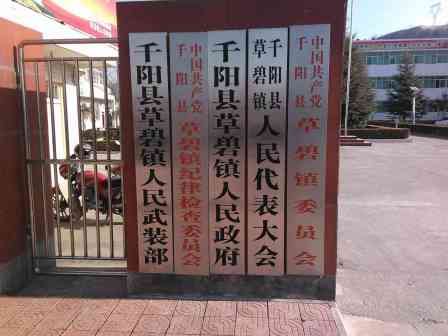 中国共产党
千阳县
草碧镇委员会
千阳县
草碧镇
人民代表大会
千阳县草碧镇人民政府
中国共产党
千阳县
草碧镇纪律检查委员会
千阳县草碧镇人民武装部